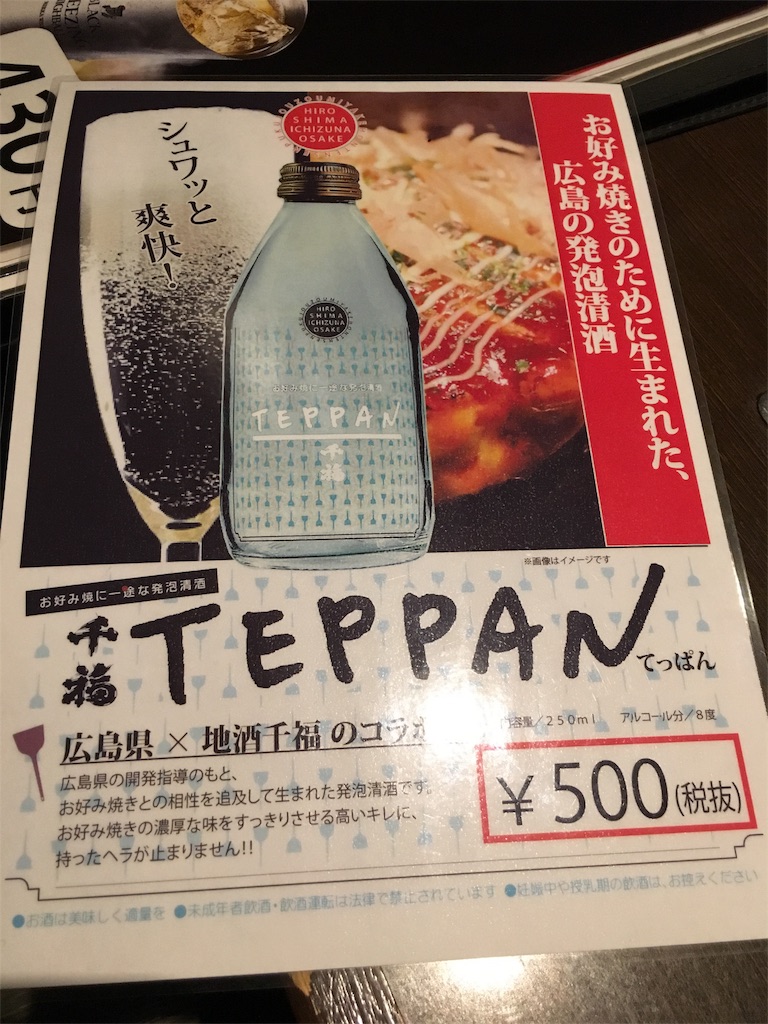 430円
HIRO
SHIMA
ICHIZUNA
OSAKE
シュワッと
爽快!
お好み焼きのために生まれた、
広島の発泡清酒
HIRO
SHIMA
ICHIZUNA
OSAKE
お好み焼に一途な発泡清酒
TEPPAN
千福
※画像はイメージです
お好み焼に一途な発泡清酒
千福
TEPPAN
てっぱん
広島県 × 地酒千福 のコラボ
内容量/250ml アルコール分/8度
広島県の開発指導のもと、
お好み焼きとの相性を追及して生まれた発泡清酒です。
お好み焼きの濃厚な味をすっきりさせる高いキレに、
持ったヘラが止まりません!!
¥500(税抜)
●お酒は美味しく適量を ●未成年者飲酒・飲酒運転は法律で禁止されています ●妊娠中や授乳期の飲酒は、お控えください